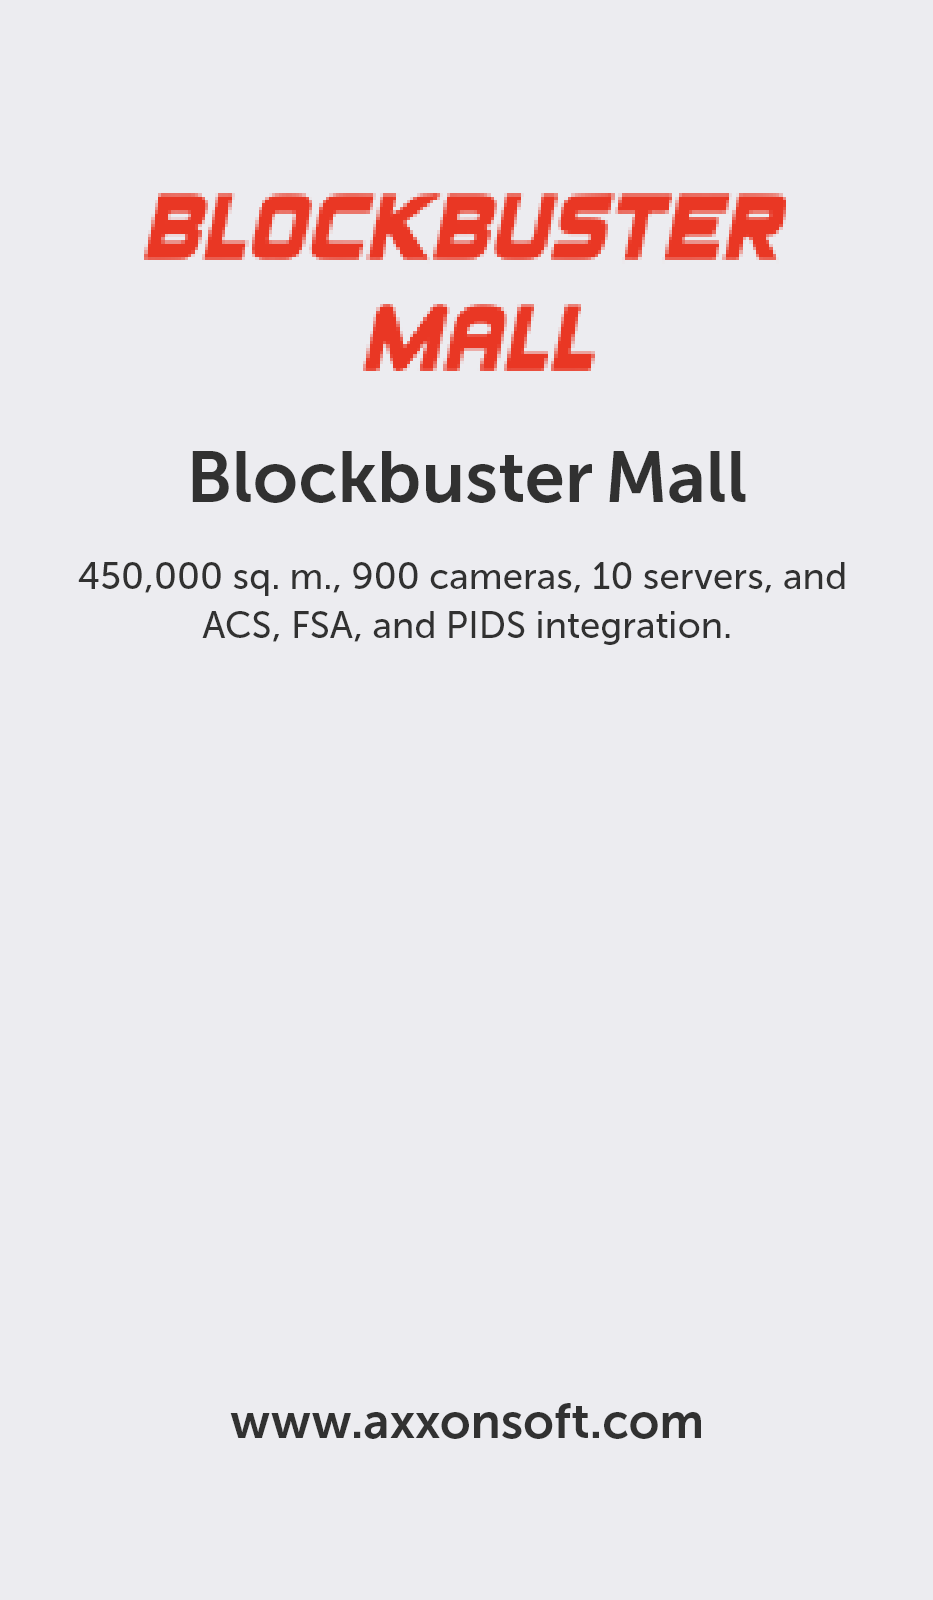 BLOCKBUSTER
MALL
Blockbuster Mall
450,000 sq. m., 900 cameras, 10 servers, and
ACS, FSA, and PIDS integration.
www.axxonsoft.com